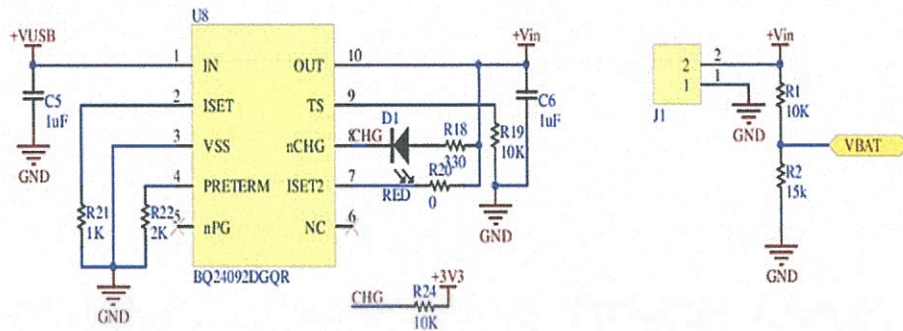 U8
+VUSB
+Vin
+Vin
1 IN OUT 10
2 ISET TS 9
3 VSS nCHG 8 CHG
4 PRETERM ISET2 7
5 nPG NC 6
C5
1uF
GND
R21
1K
R22
2K
GND
BQ24092DGQR
D1
RED
R18
330
R20
0
R19
10K
C6
1uF
GND
CHG
R24
10K
+3V3
2 2
1 1
J1
GND
R1
10K
VBAT
R2
15k
GND